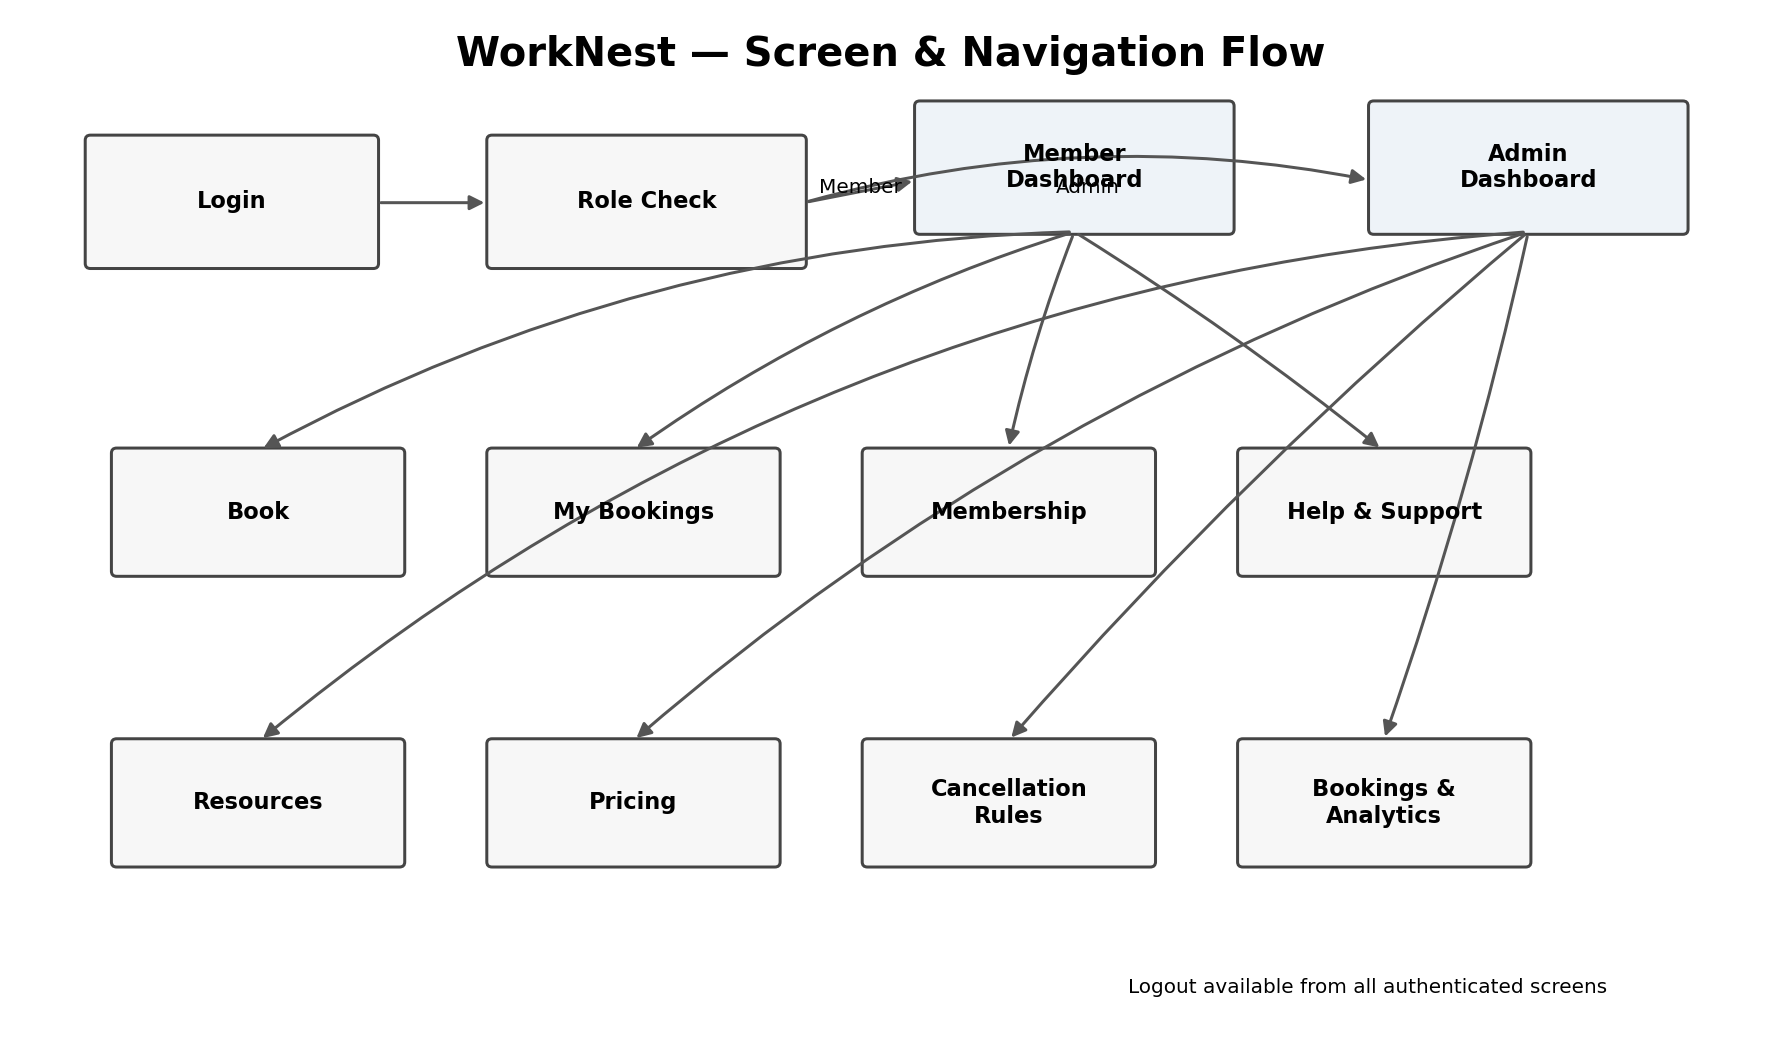 WorkNest — Screen & Navigation Flow
Login
Role Check
Member
Member
Dashboard
Admin
Admin
Dashboard
Book
My Bookings
Membership
Help & Support
Resources
Pricing
Cancellation
Rules
Bookings &
Analytics
Logout available from all authenticated screens